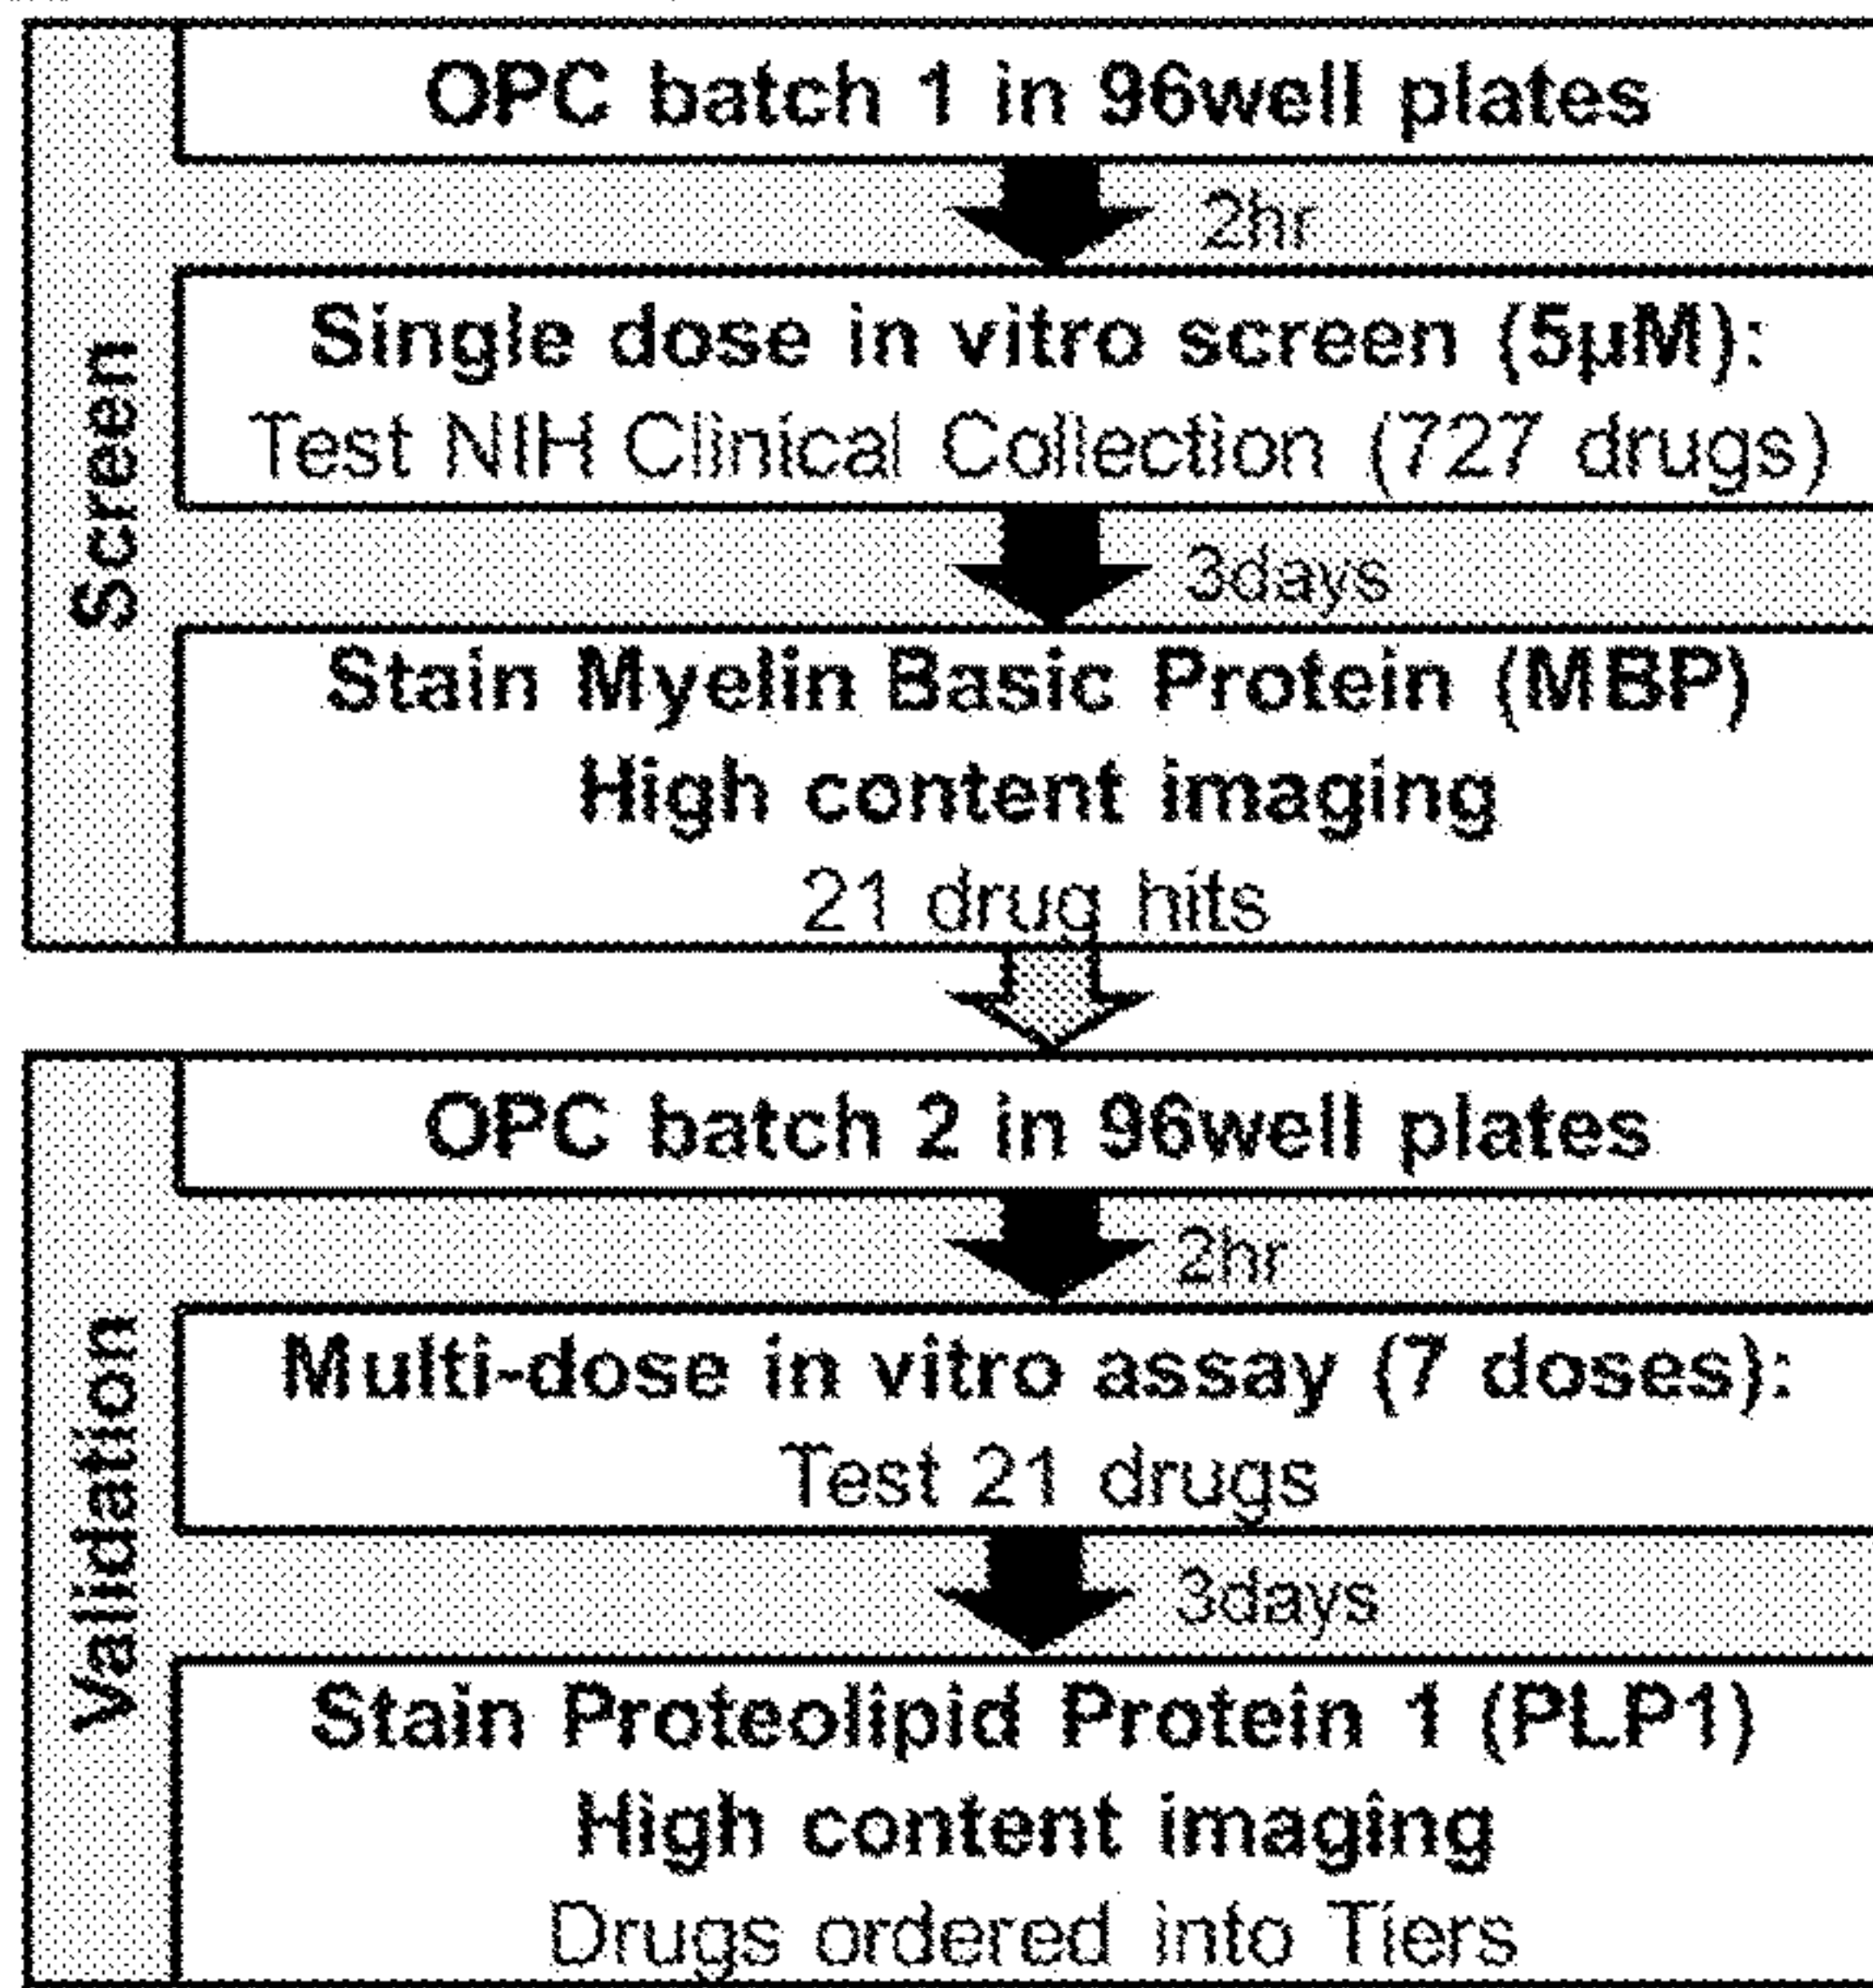 Screen
OPC batch 1 in 96well plates
2hr
Single dose in vitro screen (5µM):
Test NIH Clinical Collection (727 drugs)
3days
Stain Myelin Basic Protein (MBP)
High content imaging
21 drug hits
Validation
OPC batch 2 in 96well plates
2hr
Multi-dose in vitro assay (7 doses):
Test 21 drugs
3days
Stain Proteolipid Protein 1 (PLP1)
High content imaging
Drugs ordered into Tiers